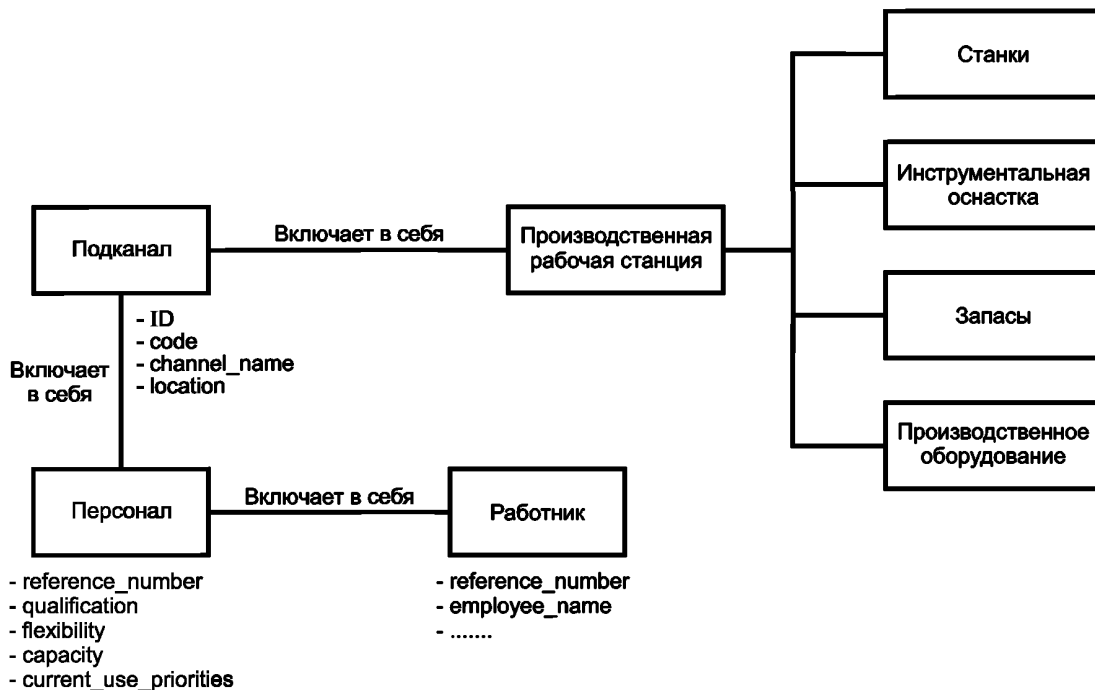 Станки
Инструментальная
оснастка
Подканал
Включает в себя
Производственная
рабочая станция
Запасы
- ID
- code
- channel_name
- location
Включает
в себя
Производственное
оборудование
Персонал
Включает в себя
Работник
- reference_number
- qualification
- flexibility
- capacity
- current_use_priorities
- reference_number
- employee_name
- .......